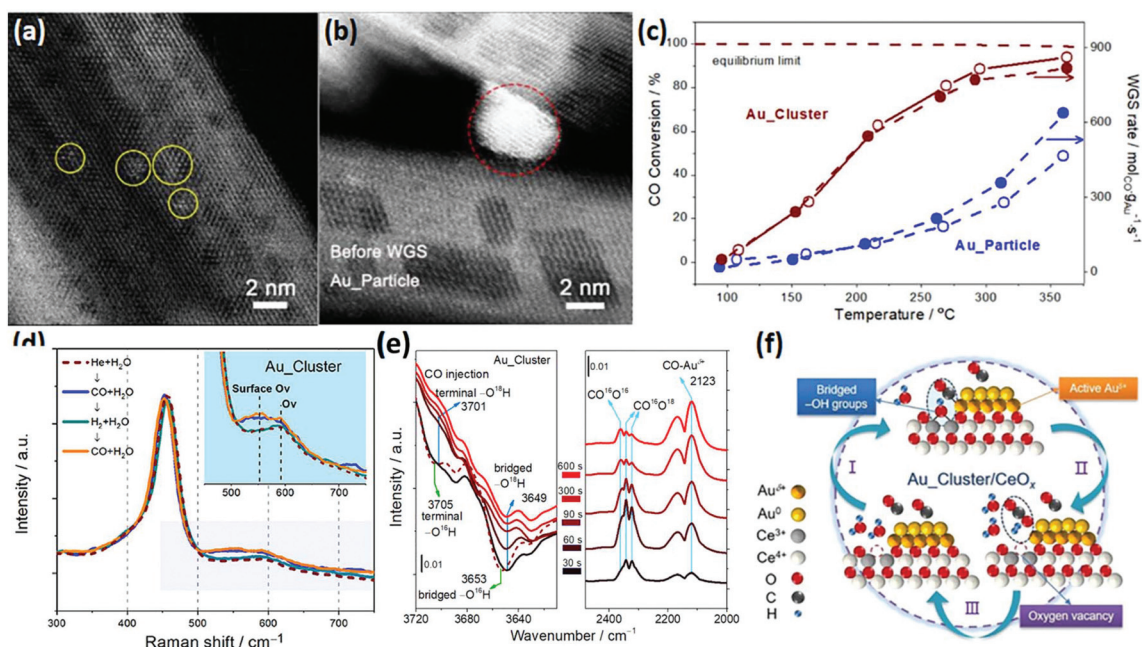 (a)
2 nm
(b)
Before WGS
Au_Particle
2 nm
(c)
100
80
60
40
20
0
CO Conversion / %
equilibrium limit
Au_Cluster
Au_Particle
900
600
300
0
WGS rate / molCO·gAu⁻¹·s⁻¹
100 150 200 250 300 350
Temperature / °C
(d)
He+H₂O
↓
CO+H₂O
↓
H₂+H₂O
↓
CO+H₂O
Au_Cluster
Surface Ov
Ov
500 600 700
Intensity / a.u.
300 400 500 600 700
Raman shift / cm⁻¹
(e)
Au_Cluster
CO injection
terminal –O¹⁸H
3701
bridged
–O¹⁸H
3649
3705
terminal
–O¹⁶H
0.01
3653
bridged –O¹⁶H
Intensity / a.u.
3720 3680 3640
600 s
300 s
90 s
60 s
30 s
0.01
CO-Auᵟ⁺
2123
CO¹⁶O¹⁶
CO¹⁶O¹⁸
2400 2200 2000
Wavenumber / cm⁻¹
(f)
Bridged
–OH groups
Active Auᵟ⁺
I
II
Au_Cluster/CeOₓ
III
Oxygen vacancy
Auᵟ⁺
Au⁰
Ce³⁺
Ce⁴⁺
O
C
H